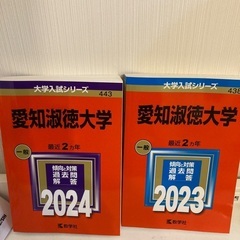 大学入試シリーズ
443
愛知淑徳大学
一般
最近2ヵ年
傾向と対策
過去問
解答
2024
教学社
大学入試シリーズ
愛知淑徳大学
一般
最近2ヵ年
傾向と対策
過去問
解答
2023
教学社